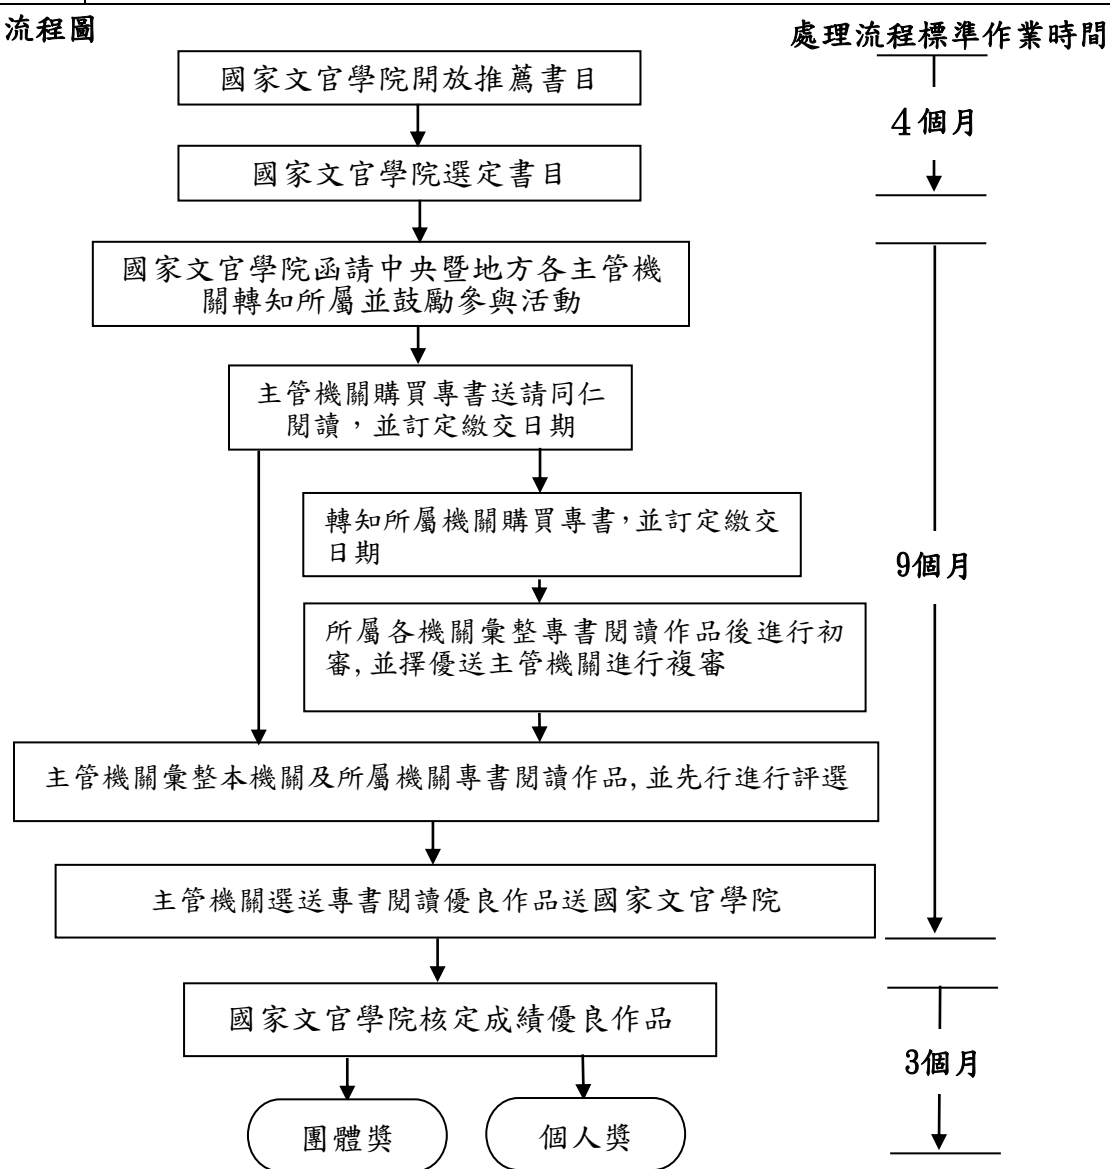 流程圖
處理流程標準作業時間
國家文官學院開放推薦書目
4個月
國家文官學院選定書目
國家文官學院函請中央暨地方各主管機
關轉知所屬並鼓勵參與活動
主管機關購買專書送請同仁
閱讀，並訂定繳交日期
轉知所屬機關購買專書，並訂定繳交
日期
9個月
所屬各機關彙整專書閱讀作品後進行初
審,並擇優送主管機關進行複審
主管機關彙整本機關及所屬機關專書閱讀作品,並先行進行評選
主管機關選送專書閱讀優良作品送國家文官學院
國家文官學院核定成績優良作品
3個月
團體獎
個人獎